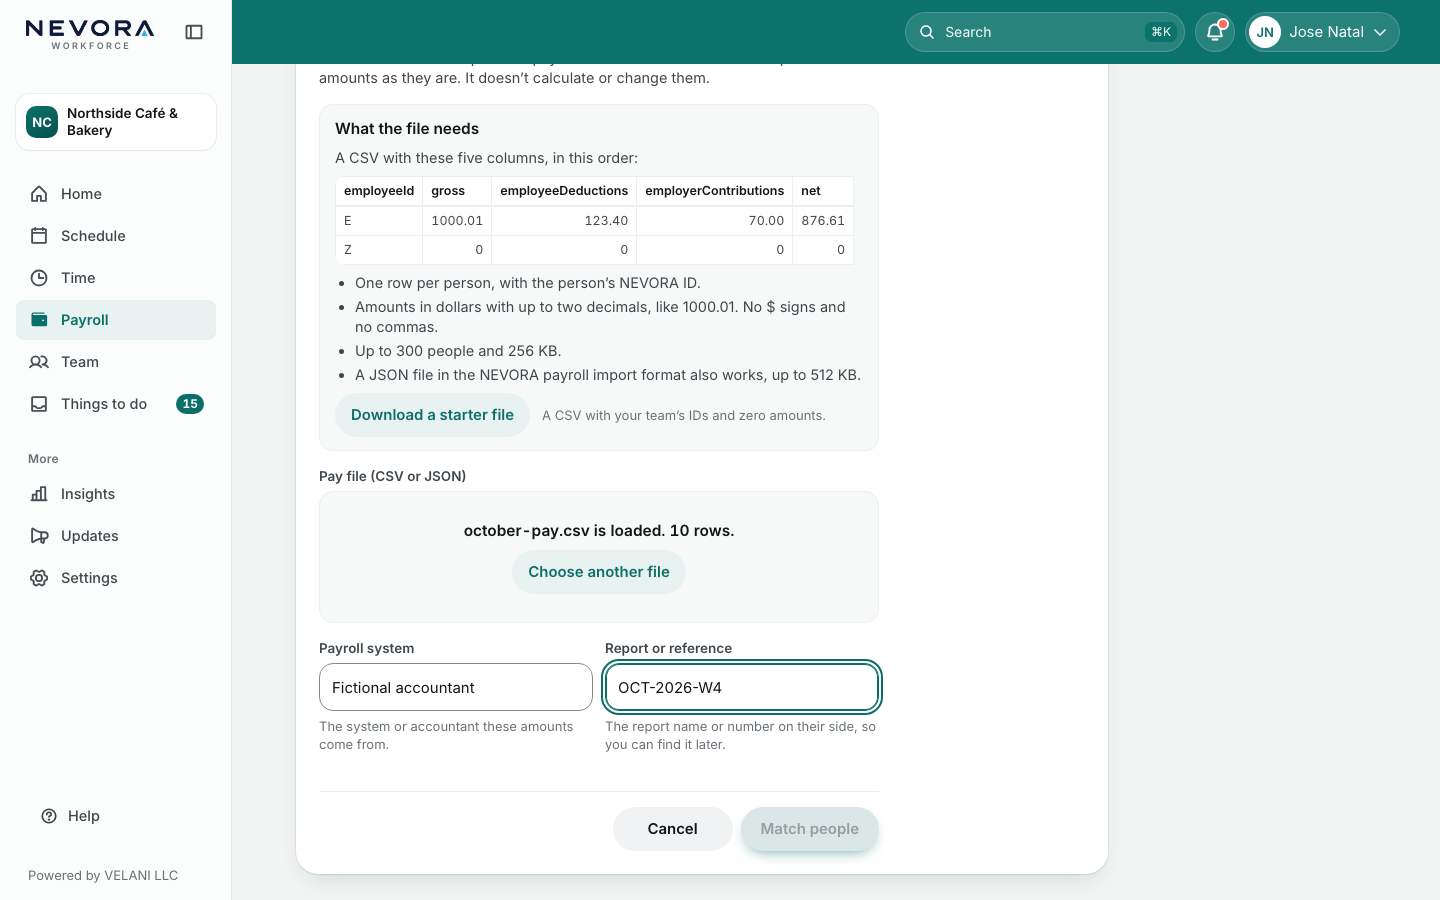 NEVORA
WORKFORCE
Search
⌘K
JN
Jose Natal
NC
Northside Café &
Bakery
Home
Schedule
Time
Payroll
Team
Things to do
15
More
Insights
Updates
Settings
Help
Powered by VELANI LLC
amounts as they are. It doesn’t calculate or change them.
What the file needs
A CSV with these five columns, in this order:
employeeId gross employeeDeductions employerContributions net
E 1000.01 123.40 70.00 876.61
Z 0 0 0 0
• One row per person, with the person’s NEVORA ID.
• Amounts in dollars with up to two decimals, like 1000.01. No $ signs and
no commas.
• Up to 300 people and 256 KB.
• A JSON file in the NEVORA payroll import format also works, up to 512 KB.
Download a starter file
A CSV with your team’s IDs and zero amounts.
Pay file (CSV or JSON)
october-pay.csv is loaded. 10 rows.
Choose another file
Payroll system
Fictional accountant
The system or accountant these amounts
come from.
Report or reference
OCT-2026-W4
The report name or number on their side, so
you can find it later.
Cancel
Match people